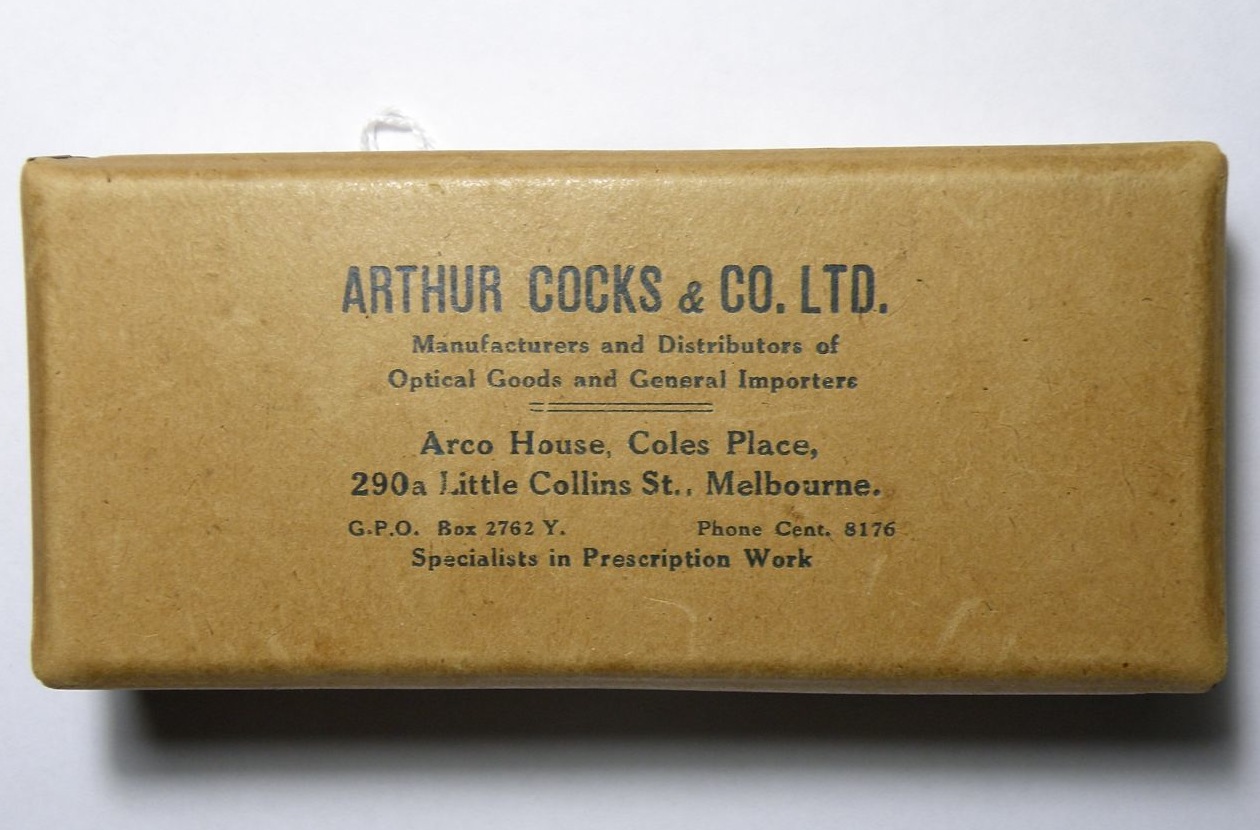 ARTHUR COCKS & CO. LTD.
Manufacturers and Distributors of
Optical Goods and General Importers
Arco House, Coles Place,
290a Little Collins St., Melbourne.
G.P.O. Box 2762 Y. Phone Cent. 8176
Specialists in Prescription Work